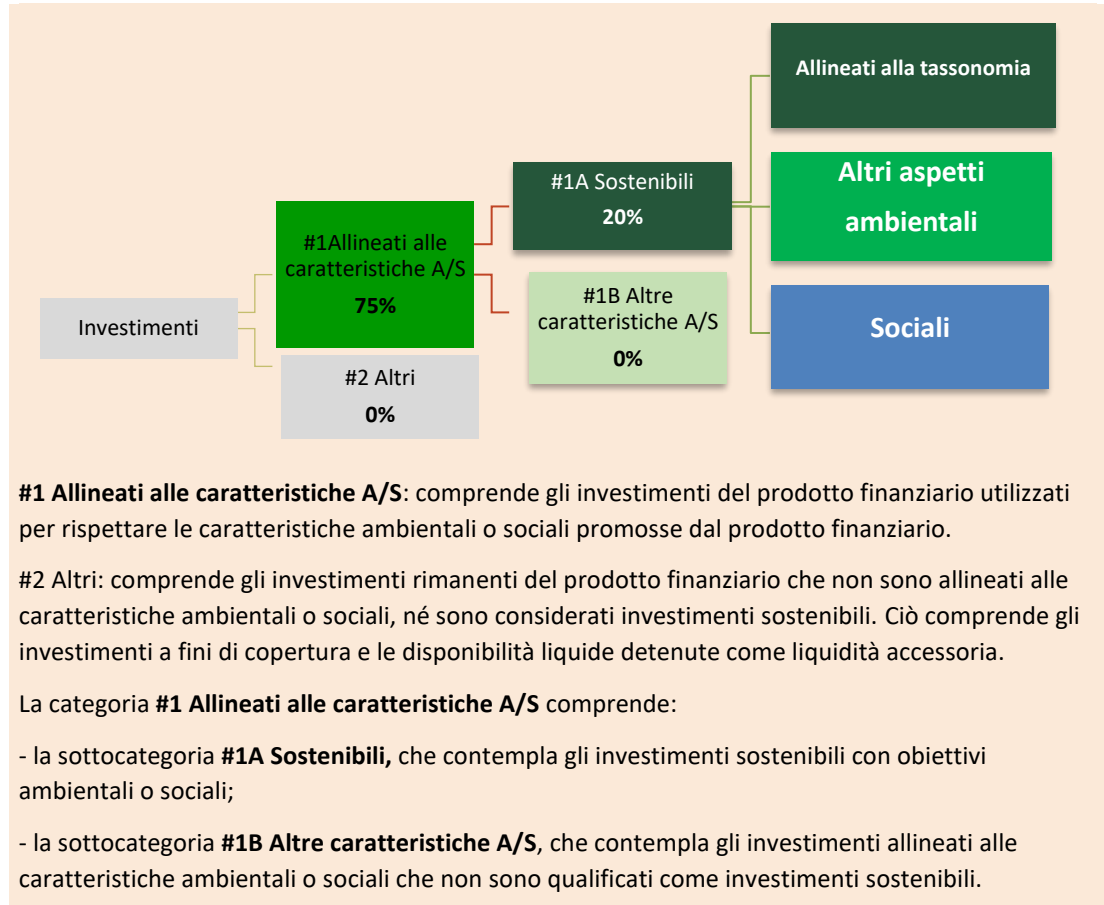 Allineati alla tassonomia
#1A Sostenibili
20%
Altri aspetti
ambientali
#1Allineati alle
caratteristiche A/S
75%
#1B Altre
caratteristiche A/S
0%
Investimenti
Sociali
#2 Altri
0%
#1 Allineati alle caratteristiche A/S: comprende gli investimenti del prodotto finanziario utilizzati
per rispettare le caratteristiche ambientali o sociali promosse dal prodotto finanziario.
#2 Altri: comprende gli investimenti rimanenti del prodotto finanziario che non sono allineati alle
caratteristiche ambientali o sociali, né sono considerati investimenti sostenibili. Ciò comprende gli
investimenti a fini di copertura e le disponibilità liquide detenute come liquidità accessoria.
La categoria #1 Allineati alle caratteristiche A/S comprende:
- la sottocategoria #1A Sostenibili, che contempla gli investimenti sostenibili con obiettivi
ambientali o sociali;
- la sottocategoria #1B Altre caratteristiche A/S, che contempla gli investimenti allineati alle
caratteristiche ambientali o sociali che non sono qualificati come investimenti sostenibili.